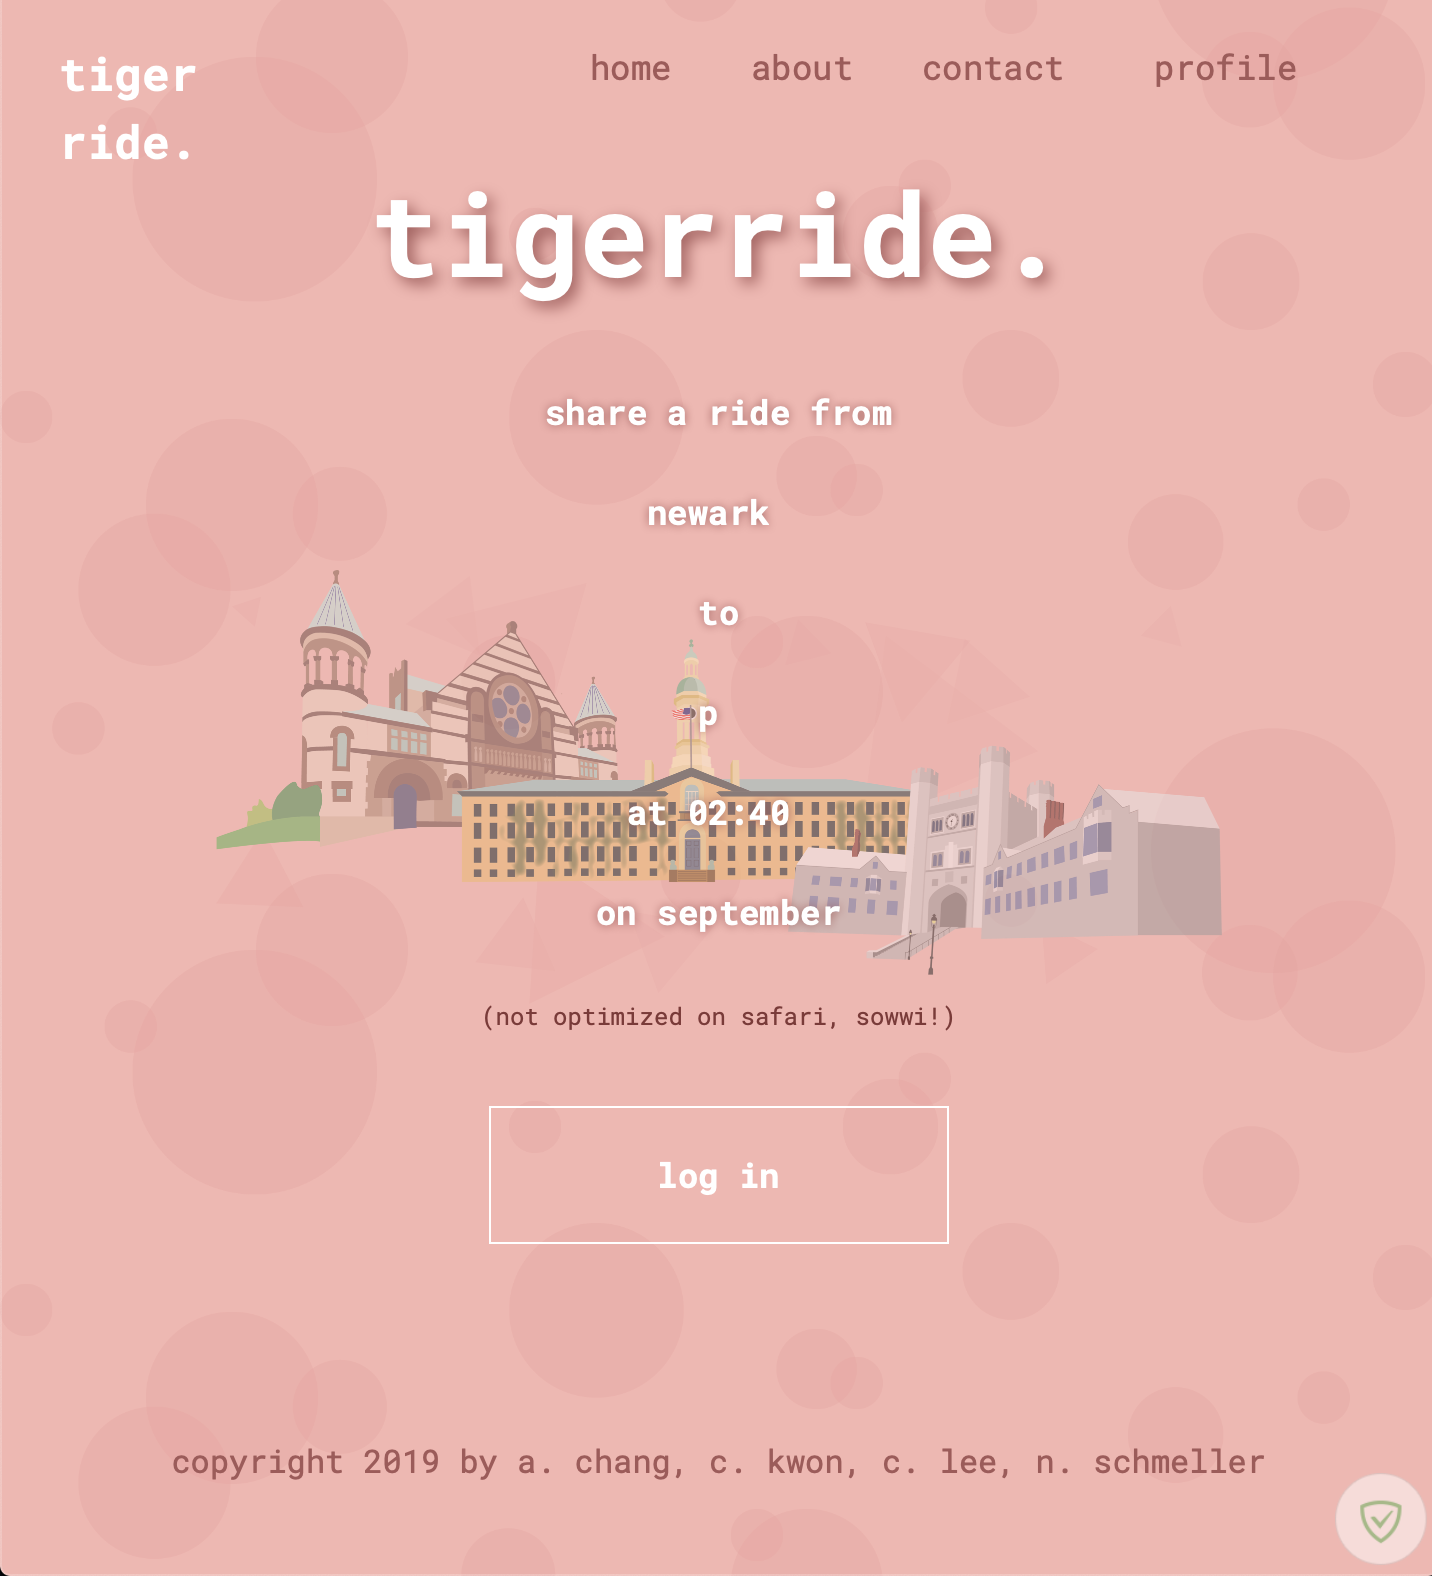 tiger
ride.
home about contact profile
tigerride.
share a ride from
newark
to
p
at 02:40
on september
(not optimized on safari, sowwi!)
log in
copyright 2019 by a. chang, c. kwon, c. lee, n. schmeller